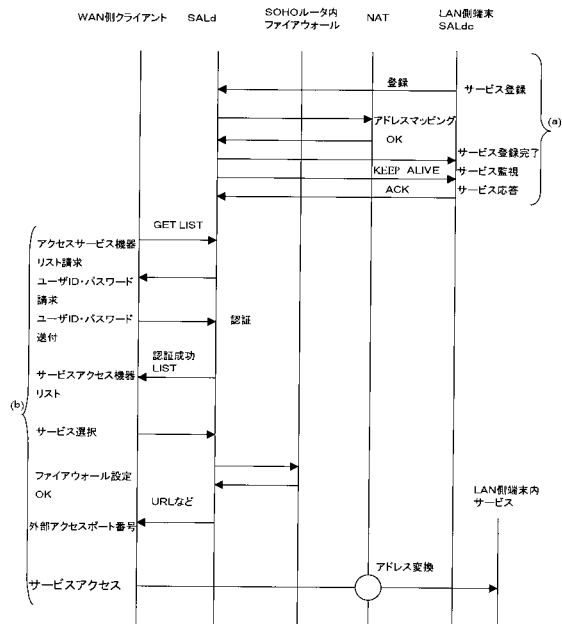 WAN側クライアント
SALd
SOHOルータ内
ファイアウォール
NAT
LAN側端末
SALdc
登録
サービス登録
アドレスマッピング
(a)
OK
サービス登録完了
KEEP ALIVE
サービス監視
ACK
サービス応答
GET LIST
アクセスサービス機器
リスト請求
ユーザID・パスワード
請求
ユーザID・パスワード
送付
認証
認証成功
LIST
サービスアクセス機器
リスト
(b)
サービス選択
ファイアウォール設定
OK
URLなど
外部アクセスポート番号
LAN側端末内
サービス
アドレス変換
サービスアクセス